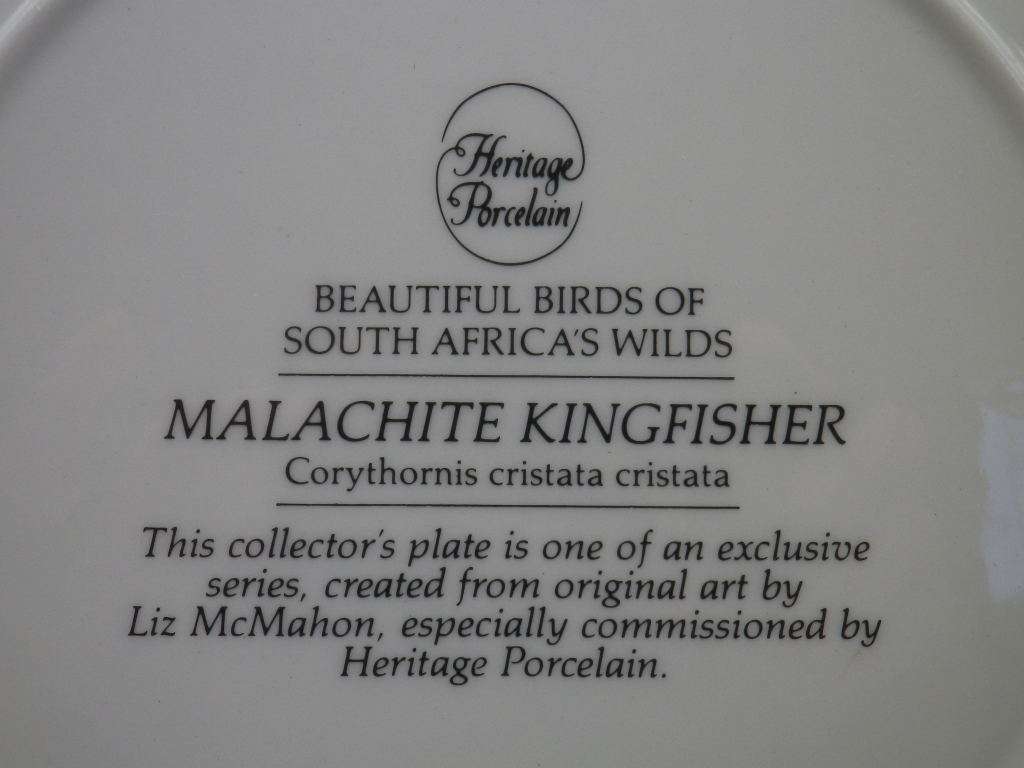 Heritage
Porcelain
BEAUTIFUL BIRDS OF
SOUTH AFRICA'S WILDS
MALACHITE KINGFISHER
Corythornis cristata cristata
This collector's plate is one of an exclusive
series, created from original art by
Liz McMahon, especially commissioned by
Heritage Porcelain.